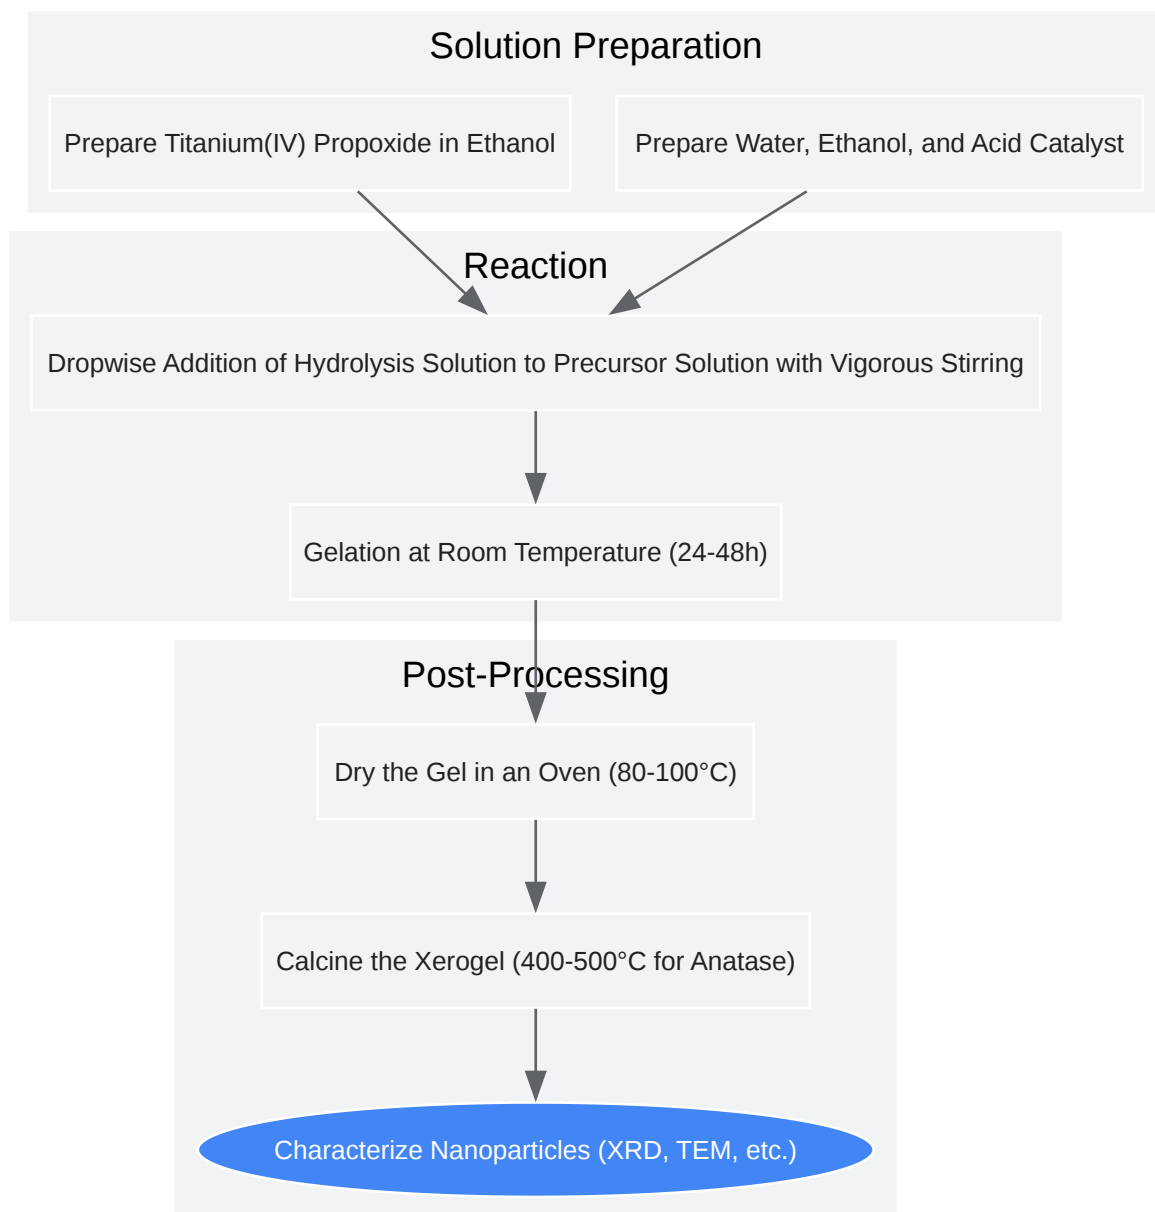 Solution Preparation
Prepare Titanium(IV) Propoxide in Ethanol
Prepare Water, Ethanol, and Acid Catalyst
Reaction
Dropwise Addition of Hydrolysis Solution to Precursor Solution with Vigorous Stirring
Gelation at Room Temperature (24-48h)
Post-Processing
Dry the Gel in an Oven (80-100°C)
Calcine the Xerogel (400-500°C for Anatase)
Characterize Nanoparticles (XRD, TEM, etc.)